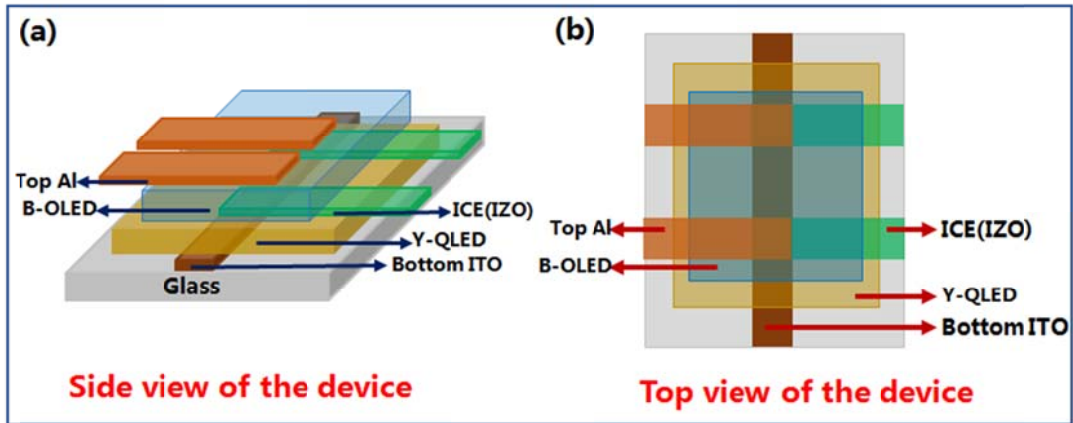 (a)
Top Al
B-OLED
ICE(IZO)
Y-QLED
Bottom ITO
Glass
Side view of the device
(b)
Top Al
ICE(IZO)
B-OLED
Y-QLED
Bottom ITO
Top view of the device